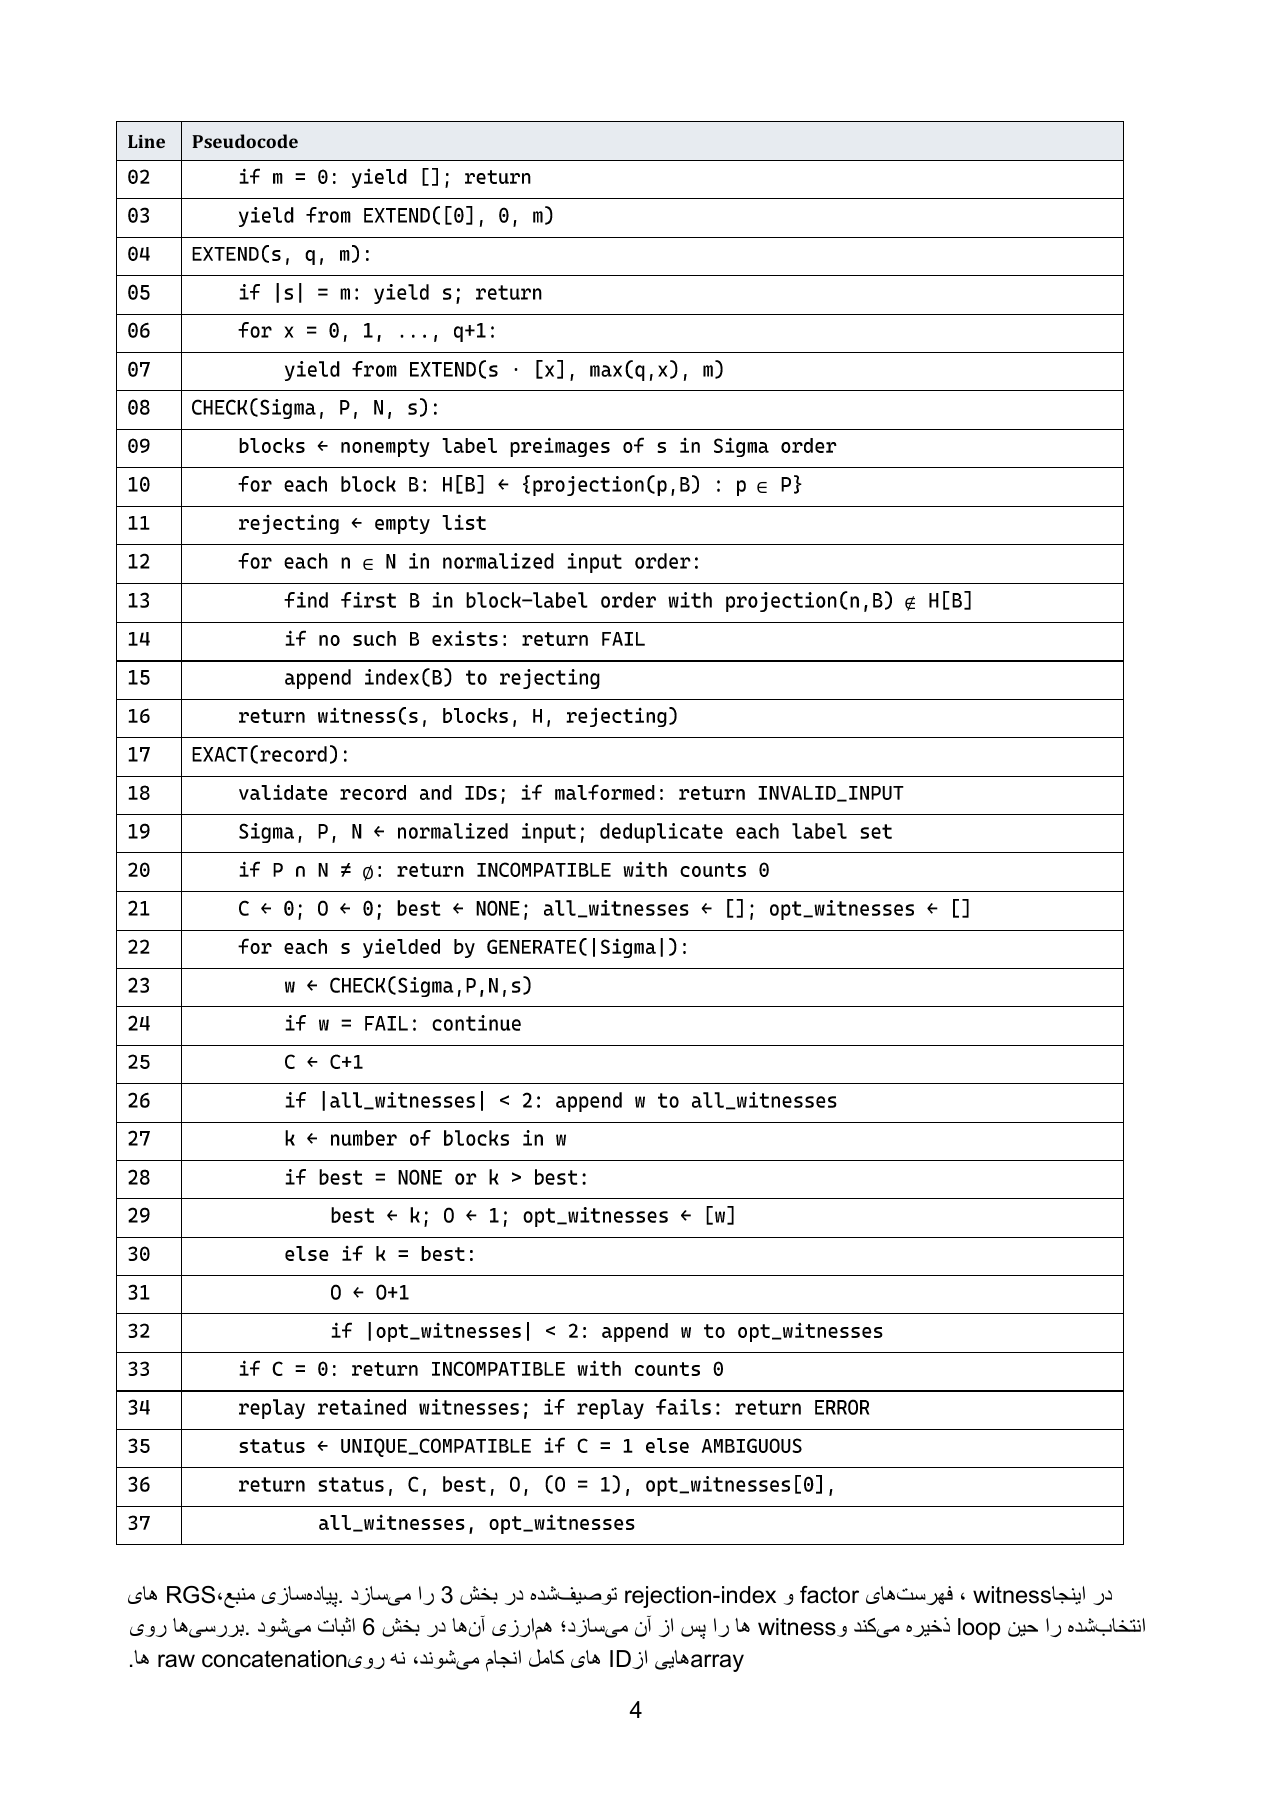 Line Pseudocode
02 if m = 0: yield []; return
03 yield from EXTEND([0], 0, m)
04 EXTEND(s, q, m):
05 if |s| = m: yield s; return
06 for x = 0, 1, ..., q+1:
07 yield from EXTEND(s · [x], max(q,x), m)
08 CHECK(Sigma, P, N, s):
09 blocks ← nonempty label preimages of s in Sigma order
10 for each block B: H[B] ← {projection(p,B) : p ∈ P}
11 rejecting ← empty list
12 for each n ∈ N in normalized input order:
13 find first B in block-label order with projection(n,B) ∉ H[B]
14 if no such B exists: return FAIL
15 append index(B) to rejecting
16 return witness(s, blocks, H, rejecting)
17 EXACT(record):
18 validate record and IDs; if malformed: return INVALID_INPUT
19 Sigma, P, N ← normalized input; deduplicate each label set
20 if P ∩ N ≠ ∅: return INCOMPATIBLE with counts 0
21 C ← 0; O ← 0; best ← NONE; all_witnesses ← []; opt_witnesses ← []
22 for each s yielded by GENERATE(|Sigma|):
23 w ← CHECK(Sigma,P,N,s)
24 if w = FAIL: continue
25 C ← C+1
26 if |all_witnesses| < 2: append w to all_witnesses
27 k ← number of blocks in w
28 if best = NONE or k > best:
29 best ← k; O ← 1; opt_witnesses ← [w]
30 else if k = best:
31 O ← O+1
32 if |opt_witnesses| < 2: append w to opt_witnesses
33 if C = 0: return INCOMPATIBLE with counts 0
34 replay retained witnesses; if replay fails: return ERROR
35 status ← UNIQUE_COMPATIBLE if C = 1 else AMBIGUOUS
36 return status, C, best, O, (O = 1), opt_witnesses[0],
37 all_witnesses, opt_witnesses
در اینجاwitness ، فهرست‌های factor و rejection-index توصیف‌شده در بخش 3 را می‌سازد .پیاده‌سازی منبع،RGS های
انتخاب‌شده را حین loop ذخیره می‌کند وwitness ها را پس از آن می‌سازد؛ هم‌ارزی آن‌ها در بخش 6 اثبات می‌شود .بررسی‌ها روی
arrayهایی ازID های کامل انجام می‌شوند، نه رویraw concatenation ها.
4